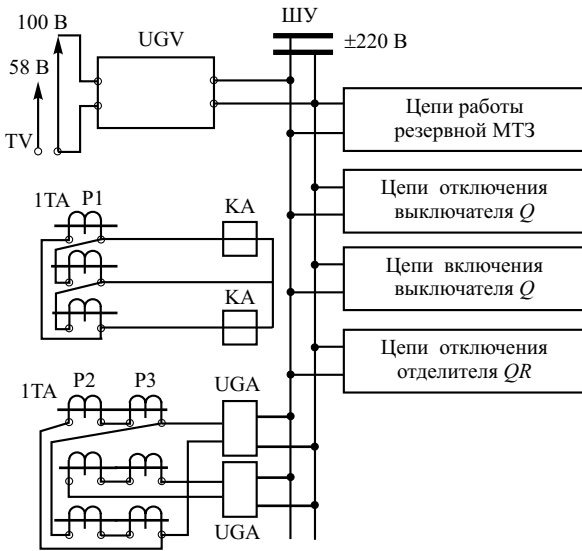 ШУ
100 В
UGV
±220 В
58 В
TV
Цепи работы
резервной МТЗ
1TA
P1
KA
Цепи отключения
выключателя Q
Цепи включения
выключателя Q
KA
Цепи отключения
отделителя QR
1TA
P2
P3
UGA
UGA